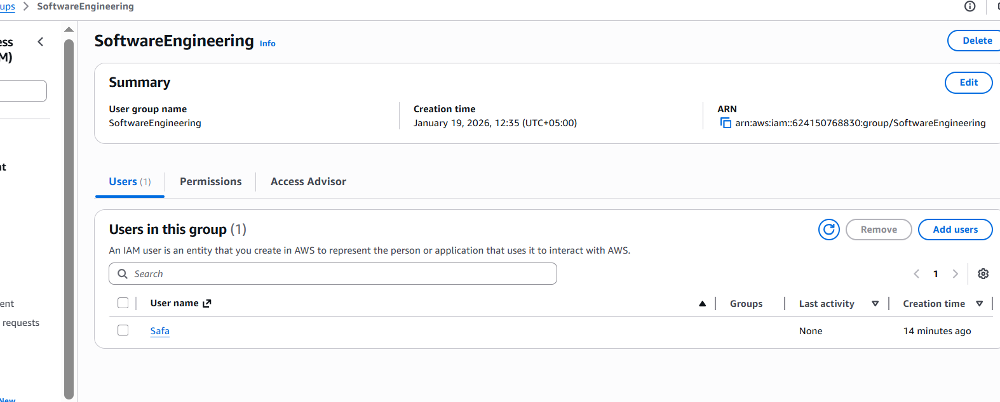 ups > SoftwareEngineering
ess
M)
SoftwareEngineering Info
Delete
Summary
Edit
User group name
SoftwareEngineering
Creation time
January 19, 2026, 12:35 (UTC+05:00)
ARN
arn:aws:iam::624150768830:group/SoftwareEngineering
nt
Users (1)
Permissions
Access Advisor
Users in this group (1)
Remove
Add users
An IAM user is an entity that you create in AWS to represent the person or application that uses it to interact with AWS.
Search
1
ent
requests
User name
Groups
Last activity
Creation time
Safa
None
14 minutes ago
New